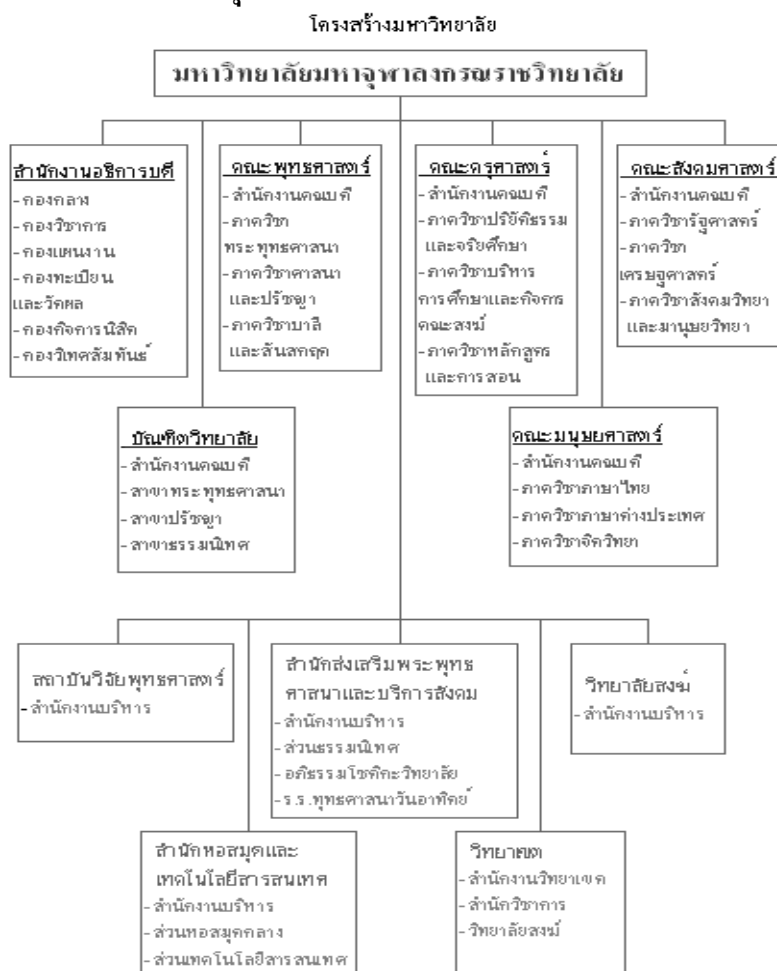 โครงสร้างมหาวิทยาลัย
มหาวิทยาลัยมหาจุฬาลงกรณราชวิทยาลัย
สำนักงานอธิการบดี
-กองกลาง
-กองวิชาการ
-กองแผนงาน
-กองทะเบียน
และวัดผล
-กองกิจการนิสิต
-กองวิเทศสัมพันธ์
คณะพุทธศาสตร์
-สำนักงานคณบดี
-ภาควิชา
พระพุทธศาสนา
-ภาควิชาศาสนา
และปรัชญา
-ภาควิชาบาลี
และสันสกฤต
คณะครุศาสตร์
-สำนักงานคณบดี
-ภาควิชาปริยัติธรรม
และจริยศึกษา
-ภาควิชาบริหาร
การศึกษาและกิจการ
คณะสงฆ์
-ภาควิชาหลักสูตร
และการสอน
คณะสังคมศาสตร์
-สำนักงานคณบดี
-ภาควิชารัฐศาสตร์
-ภาควิชา
เศรษฐศาสตร์
-ภาควิชาสังคมวิทยา
และมานุษยวิทยา
บัณฑิตวิทยาลัย
-สำนักงานคณบดี
-สาขาพระพุทธศาสนา
-สาขาปรัชญา
-สาขาธรรมนิเทศ
คณะมนุษยศาสตร์
-สำนักงานคณบดี
-ภาควิชาภาษาไทย
-ภาควิชาภาษาต่างประเทศ
-ภาควิชาจิตวิทยา
สถาบันวิจัยพุทธศาสตร์
-สำนักงานบริหาร
สำนักส่งเสริมพระพุทธ
ศาสนาและบริการสังคม
-สำนักงานบริหาร
-ส่วนธรรมนิเทศ
-อภิธรรมโชติกะวิทยาลัย
-ร.ร.พุทธศาสนาวันอาทิตย์
วิทยาลัยสงฆ์
-สำนักงานบริหาร
สำนักหอสมุดและ
เทคโนโลยีสารสนเทศ
-สำนักงานบริหาร
-ส่วนหอสมุดกลาง
-ส่วนเทคโนโลยีสารสนเทศ
วิทยาเขต
-สำนักงานวิทยาเขต
-สำนักวิชาการ
-วิทยาลัยสงฆ์